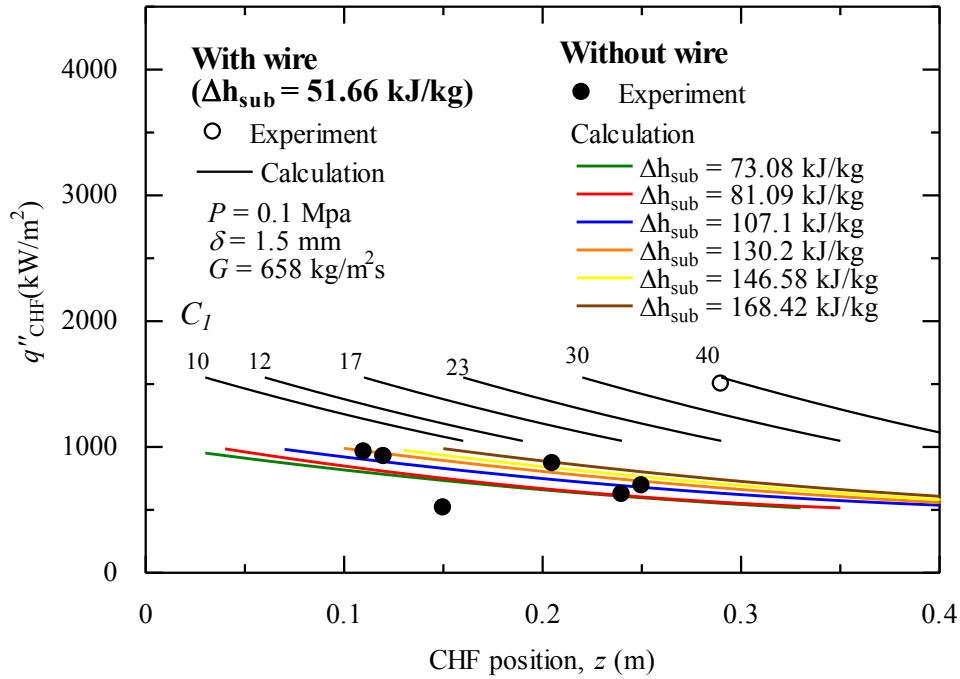 4000
3000
2000
1000
0
q″CHF(kW/m²)
With wire
(Δhsub = 51.66 kJ/kg)
Experiment
Calculation
P = 0.1 Mpa
δ = 1.5 mm
G = 658 kg/m²s
Without wire
Experiment
Calculation
Δhsub = 73.08 kJ/kg
Δhsub = 81.09 kJ/kg
Δhsub = 107.1 kJ/kg
Δhsub = 130.2 kJ/kg
Δhsub = 146.58 kJ/kg
Δhsub = 168.42 kJ/kg
C1
10 12 17 23 30 40
0 0.1 0.2 0.3 0.4
CHF position, z (m)